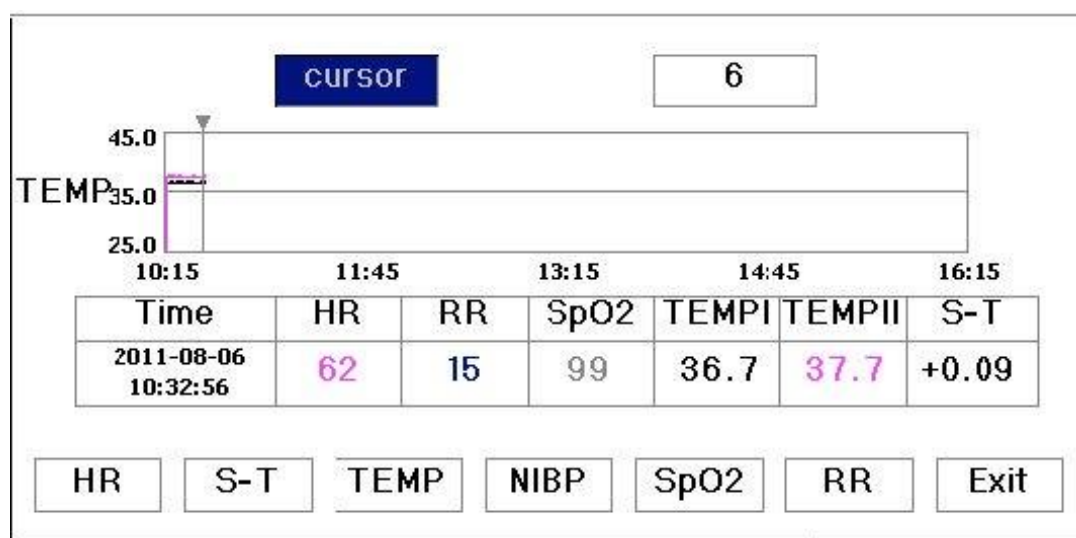 cursor 6
45.0
TEMP 35.0
25.0
10:15 11:45 13:15 14:45 16:15
Time HR RR SpO2 TEMPI TEMPII S-T
2011-08-06
10:32:56 62 15 99 36.7 37.7 +0.09
HR S-T TEMP NIBP SpO2 RR Exit